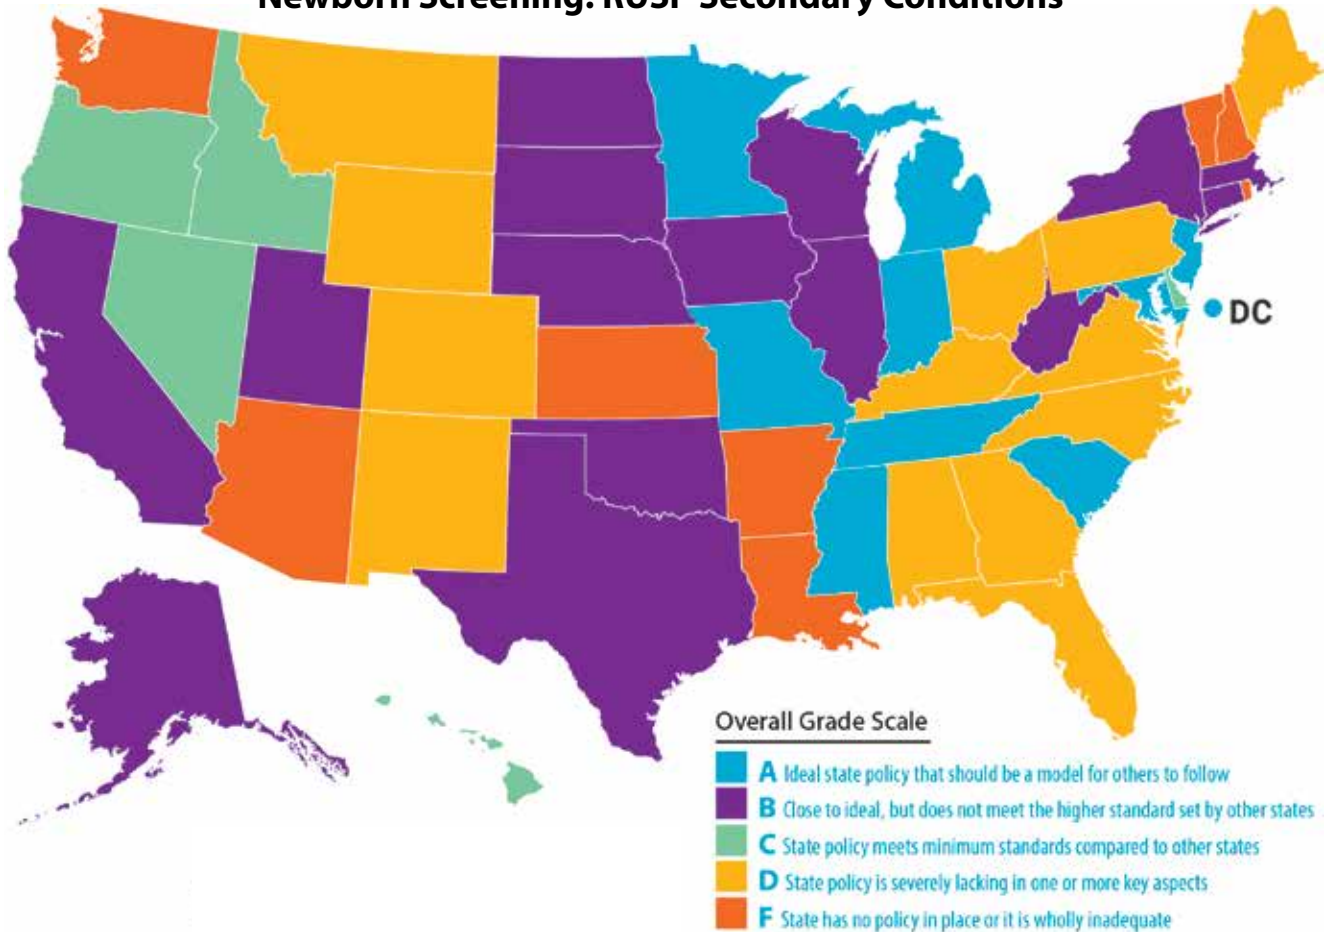 Newborn Screening: RUSP Secondary Conditions
DC
Overall Grade Scale
A Ideal state policy that should be a model for others to follow
B Close to ideal, but does not meet the higher standard set by other states
C State policy meets minimum standards compared to other states
D State policy is severely lacking in one or more key aspects
F State has no policy in place or it is wholly inadequate